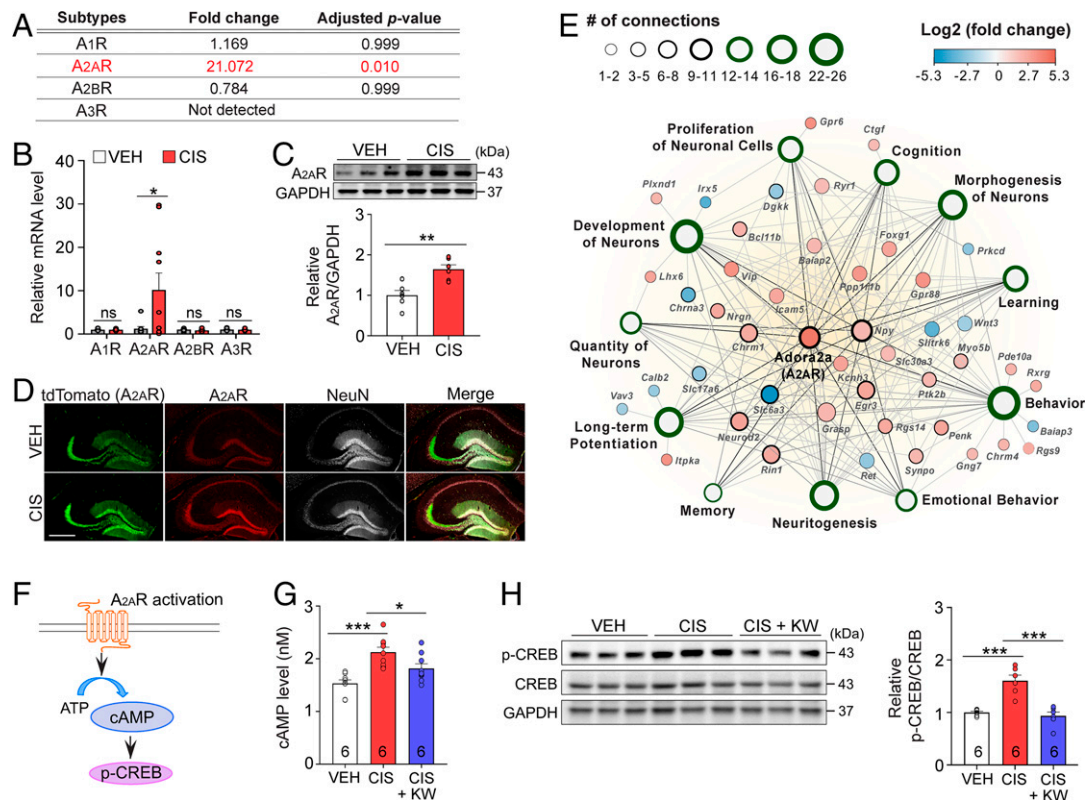 A
Subtypes Fold change Adjusted p-value
A1R 1.169 0.999
A2AR 21.072 0.010
A2BR 0.784 0.999
A3R Not detected
B
VEH CIS
Relative mRNA level
40
30
20
10
0
ns * ns ns
A1R A2AR A2BR A3R
C
VEH CIS (kDa)
A2AR 43
GAPDH 37
Relative
A2AR/GAPDH
3
2
1
0
**
VEH CIS
D
tdTomato (A2AR) A2AR NeuN Merge
VEH
CIS
E
# of connections
1-2 3-5 6-8 9-11 12-14 16-18 22-26
Log2 (fold change)
-5.3 -2.7 0 2.7 5.3
Gpr6
Proliferation of
Neuronal Cells
Ctgf
Cognition
Plxnd1
Irx5
Dgkk
Ryr1
Morphogenesis
of Neurons
Development
of Neurons
Bcl11b
Baiap2
Foxg1
Prkcd
Lhx6
Vip
Ppp1r1b
Gpr88
Learning
Chrna3
Icam5
Nrgn
Chrm1
Npy
Slitrk6
Wnt3
Quantity of
Neurons
Adora2a
(A2AR)
Slc30a3
Myo5b
Pde10a
Calb2
Slc17a6
Kcnh3
Ptk2b
Rxrg
Vav3
Slc6a3
Egr3
Behavior
Long-term
Potentiation
Neurod2
Grasp
Rgs14
Penk
Baiap3
Itpka
Rin1
Ret
Synpo
Gng7
Chrm4
Rgs9
Memory
Neuritogenesis
Emotional Behavior
F
A2AR activation
ATP
cAMP
p-CREB
G
cAMP level (nM)
3
2
1
0
*** *
6 6 6
VEH CIS CIS
+ KW
H
VEH CIS CIS + KW (kDa)
p-CREB 43
CREB 43
GAPDH 37
Relative
p-CREB/CREB
3
2
1
0
*** ***
6 6 6
VEH CIS CIS
+ KW